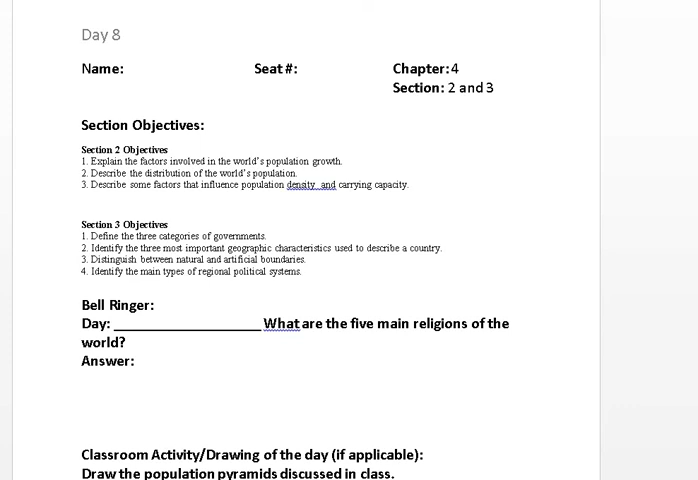 Day 8
Name: Seat #: Chapter: 4
Section: 2 and 3
Section Objectives:
Section 2 Objectives
1. Explain the factors involved in the world's population growth.
2. Describe the distribution of the world's population.
3. Describe some factors that influence population density and carrying capacity.
Section 3 Objectives
1. Define the three categories of governments.
2. Identify the three most important geographic characteristics used to describe a country.
3. Distinguish between natural and artificial boundaries.
4. Identify the main types of regional political systems.
Bell Ringer:
Day: ____________________ What are the five main religions of the
world?
Answer:
Classroom Activity/Drawing of the day (if applicable):
Draw the population pyramids discussed in class.